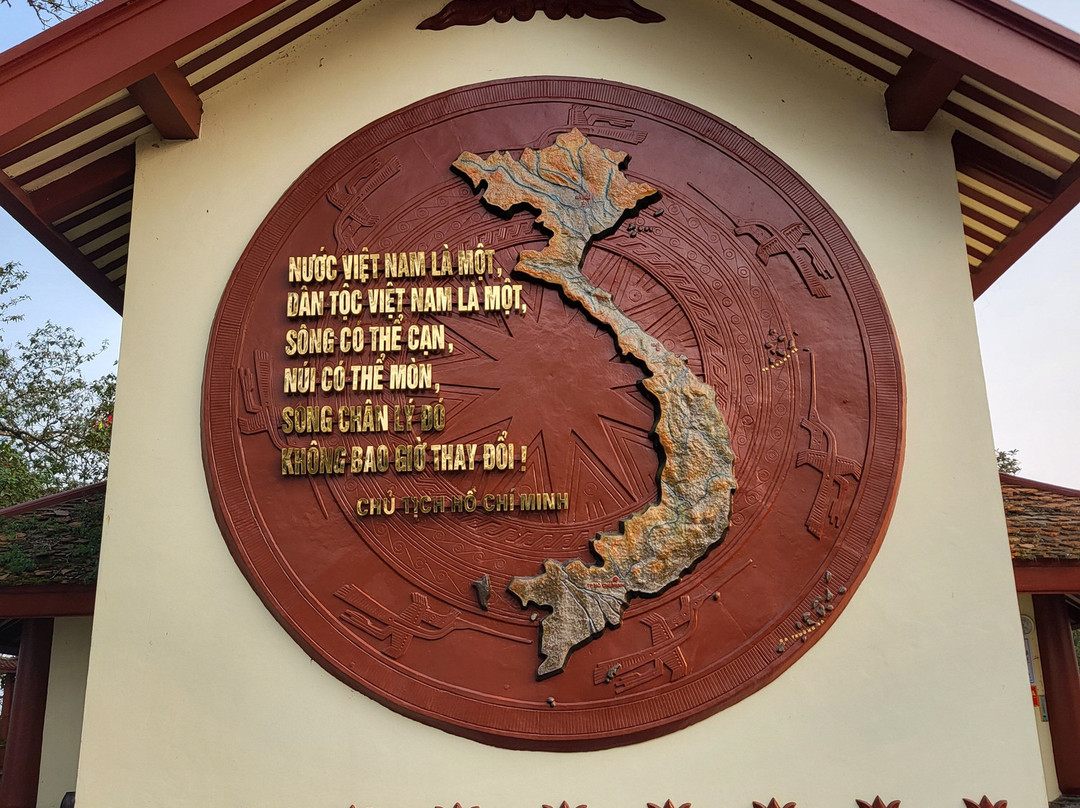 NƯỚC VIỆT NAM LÀ MỘT,
DÂN TỘC VIỆT NAM LÀ MỘT,
SÔNG CÓ THỂ CẠN,
NÚI CÓ THỂ MÒN,
SONG CHÂN LÝ ĐÓ
KHÔNG BAO GIỜ THAY ĐỔI !
CHỦ TỊCH HỒ CHÍ MINH